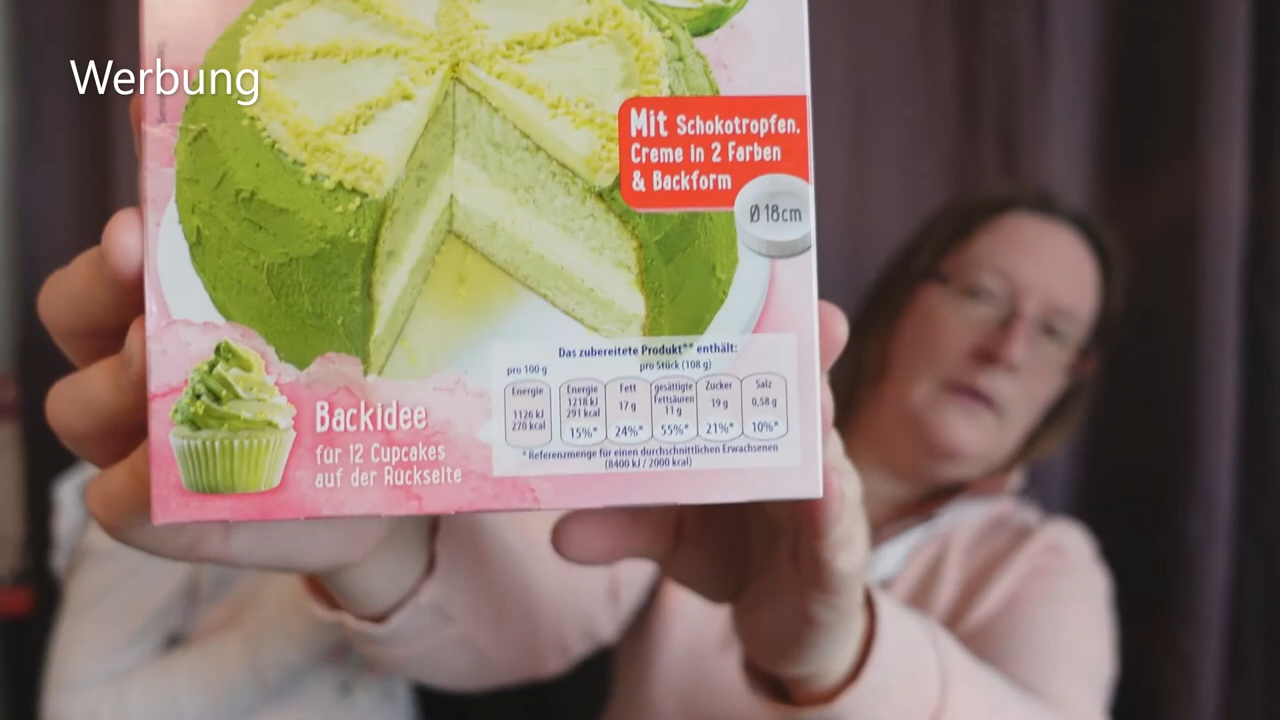 Werbung
Mit Schokotropfen,
Creme in 2 Farben
& Backform
Ø 18cm
Das zubereitete Produkt** enthält:
pro 100 g
pro Stück (108 g)
Energie
1126 kJ
270 kcal
Energie
1218 kJ
291 kcal
15%*
Fett
17 g
24%*
gesättigte
Fettsäuren
11 g
55%*
Zucker
19 g
21%*
Salz
0,58 g
10%*
* Referenzmenge für einen durchschnittlichen Erwachsenen
(8400 kJ / 2000 kcal)
Backidee
für 12 Cupcakes
auf der Rückseite